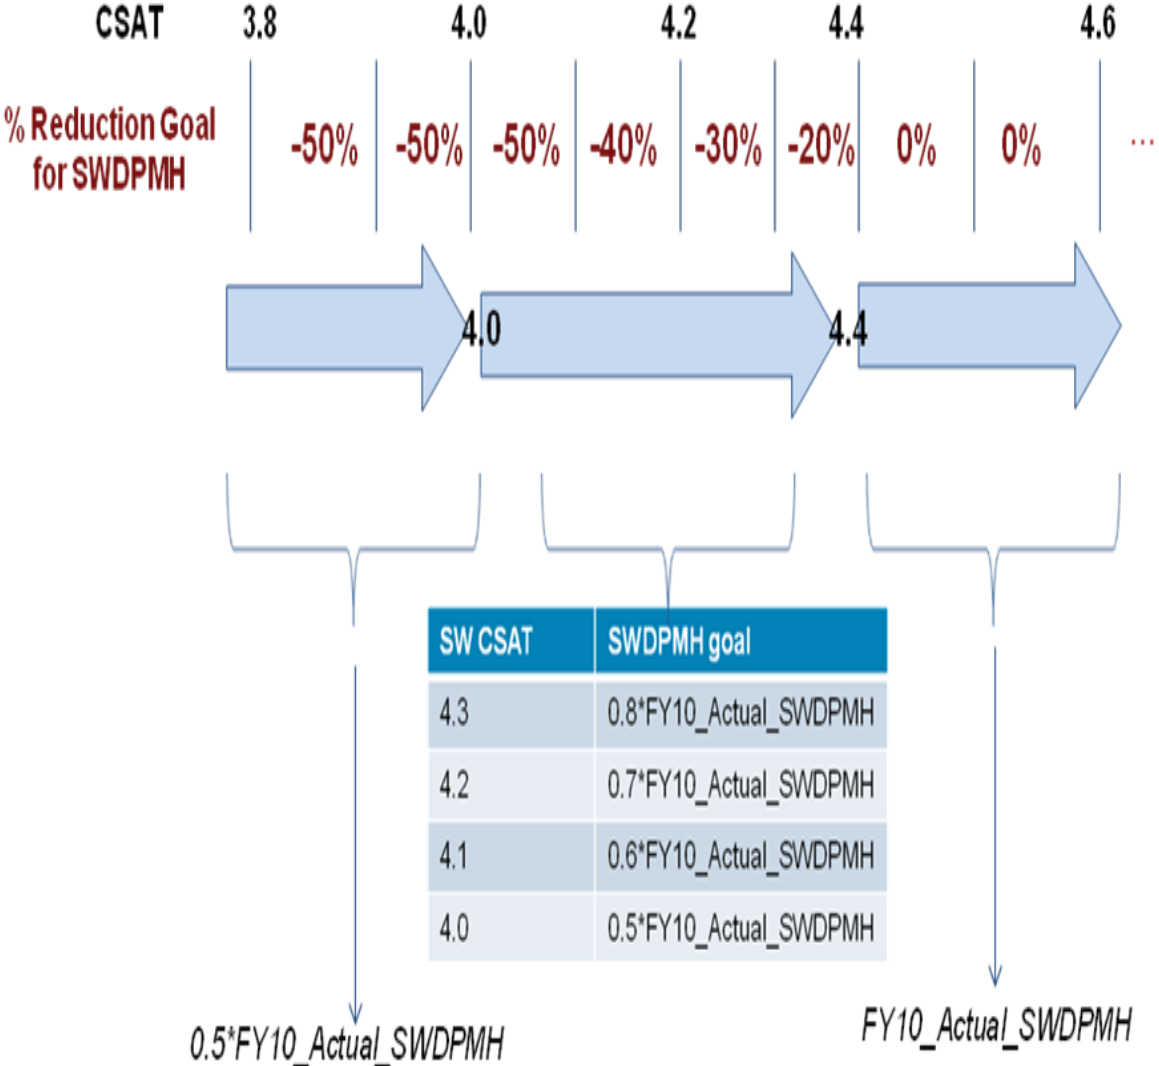 CSAT 3.8 4.0 4.2 4.4 4.6
% Reduction Goal
for SWDPMH
-50% -50% -50% -40% -30% -20% 0% 0% ...
4.0 4.4
SW CSAT SWDPMH goal
4.3 0.8*FY10_Actual_SWDPMH
4.2 0.7*FY10_Actual_SWDPMH
4.1 0.6*FY10_Actual_SWDPMH
4.0 0.5*FY10_Actual_SWDPMH
0.5*FY10_Actual_SWDPMH
FY10_Actual_SWDPMH